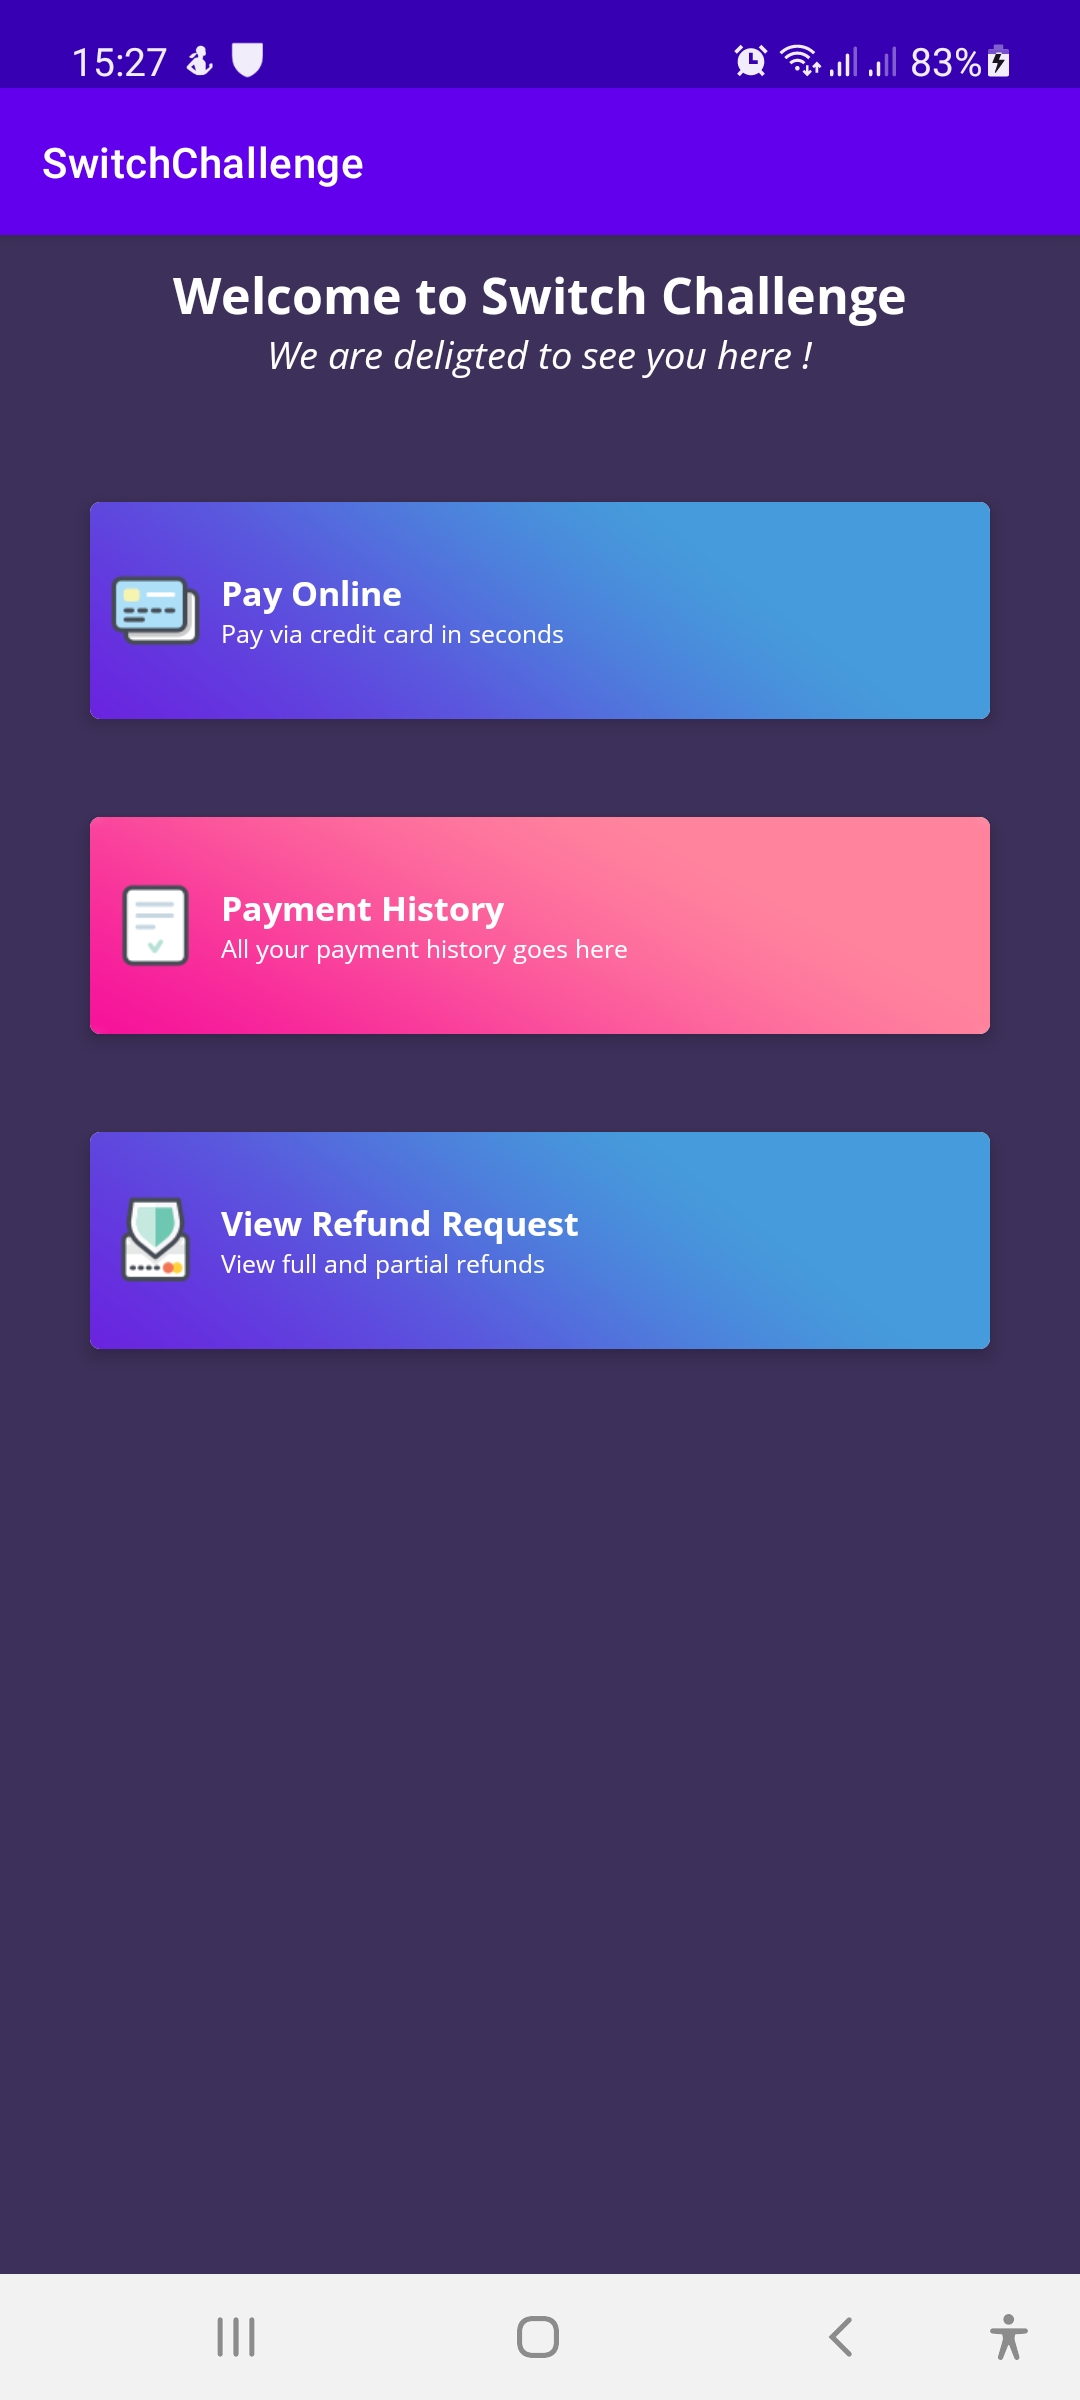 15:27
83%
SwitchChallenge
Welcome to Switch Challenge
We are deligted to see you here !
Pay Online
Pay via credit card in seconds
Payment History
All your payment history goes here
View Refund Request
View full and partial refunds